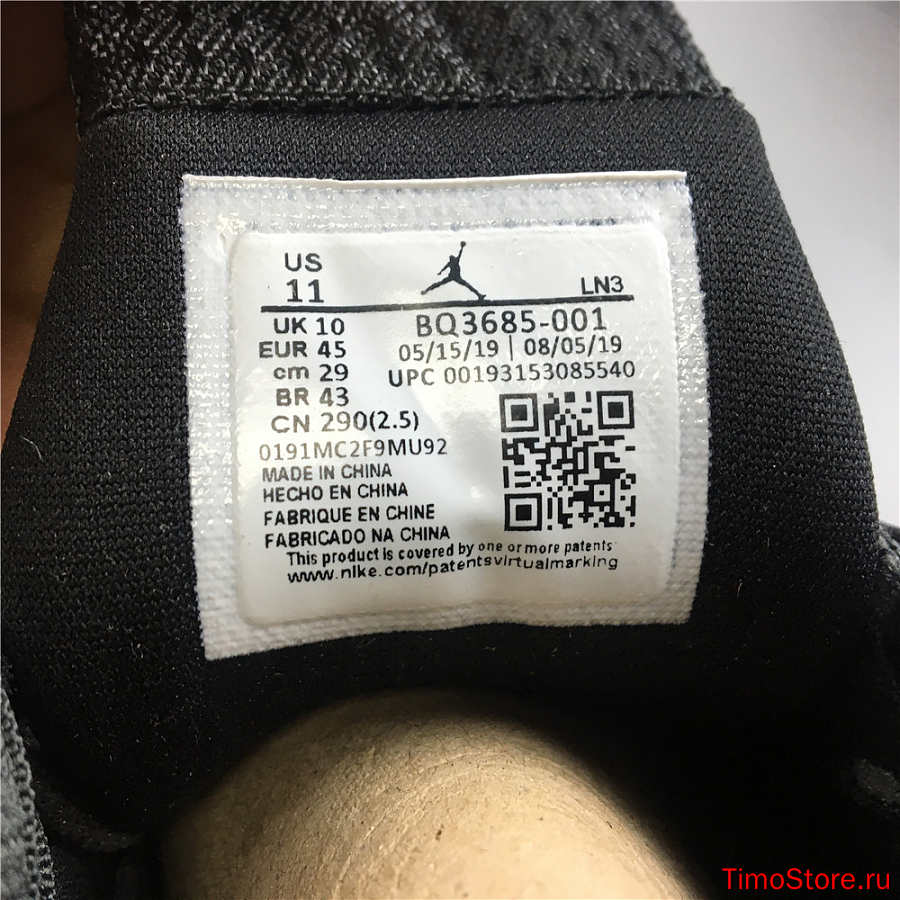 US
11
LN3
UK 10
BQ3685-001
EUR 45
05/15/19 | 08/05/19
cm 29
UPC 00193153085540
BR 43
CN 290(2.5)
0191MC2F9MU92
MADE IN CHINA
HECHO EN CHINA
FABRIQUE EN CHINE
FABRICADO NA CHINA
This product is covered by one or more patents
www.nike.com/patentsvirtualmarking
TimoStore.ru